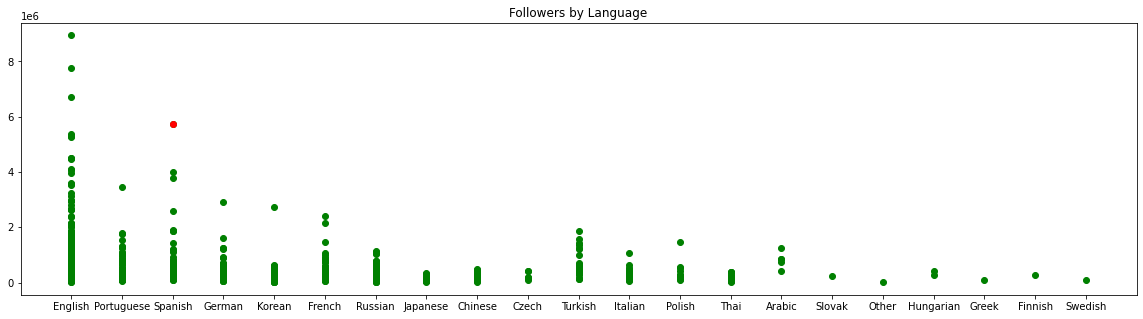 Followers by Language
1e6
8
6
4
2
0
English Portuguese Spanish German Korean French Russian Japanese Chinese Czech Turkish Italian Polish Thai Arabic Slovak Other Hungarian Greek Finnish Swedish